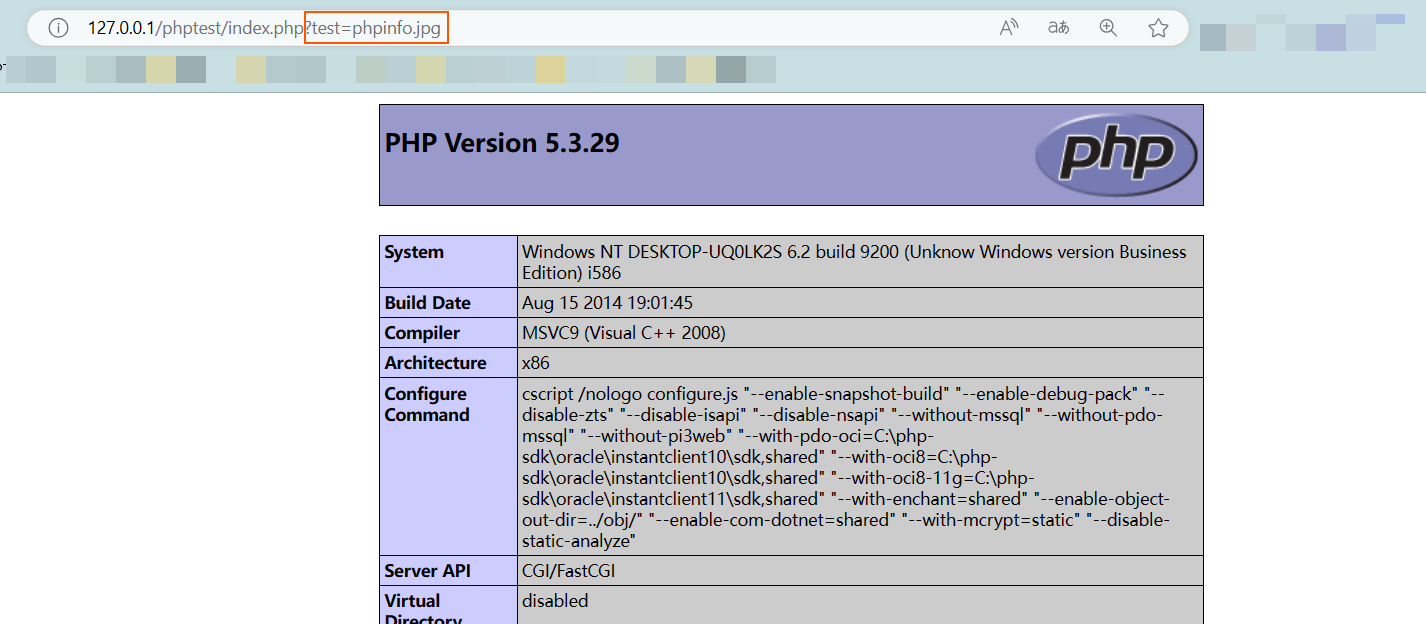 127.0.0.1/phptest/index.php?test=phpinfo.jpg
A
aあ
PHP Version 5.3.29
php
System
Windows NT DESKTOP-UQ0LK2S 6.2 build 9200 (Unknow Windows version Business
Edition) i586
Build Date
Aug 15 2014 19:01:45
Compiler
MSVC9 (Visual C++ 2008)
Architecture
x86
Configure
Command
cscript /nologo configure.js "--enable-snapshot-build" "--enable-debug-pack" "--
disable-zts" "--disable-isapi" "--disable-nsapi" "--without-mssql" "--without-pdo-
mssql" "--without-pi3web" "--with-pdo-oci=C:\php-
sdk\oracle\instantclient10\sdk,shared" "--with-oci8=C:\php-
sdk\oracle\instantclient10\sdk,shared" "--with-oci8-11g=C:\php-
sdk\oracle\instantclient11\sdk,shared" "--with-enchant=shared" "--enable-object-
out-dir=../obj/" "--enable-com-dotnet=shared" "--with-mcrypt=static" "--disable-
static-analyze"
Server API
CGI/FastCGI
Virtual
Directory
disabled